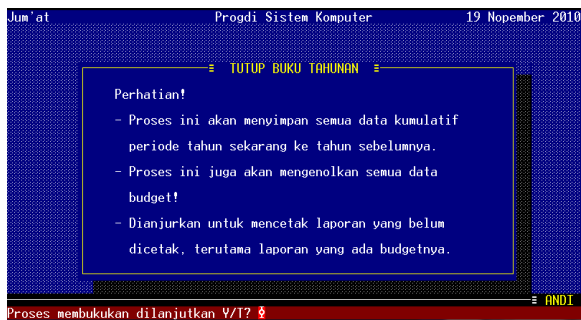 Jum'at Progdi Sistem Komputer 19 Nopember 2010
TUTUP BUKU TAHUNAN
Perhatian!
- Proses ini akan menyimpan semua data kumulatif
periode tahun sekarang ke tahun sebelumnya.
- Proses ini juga akan mengenolkan semua data
budget!
- Dianjurkan untuk mencetak laporan yang belum
dicetak, terutama laporan yang ada budgetnya.
ANDI
Proses membukukan dilanjutkan Y/T?